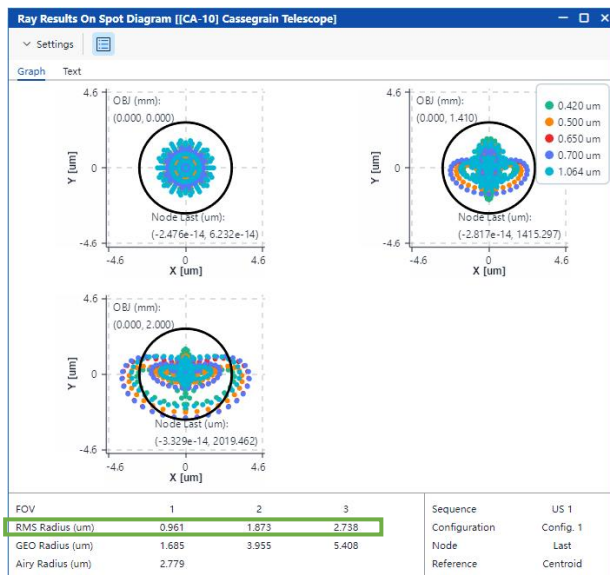 Ray Results On Spot Diagram [[CA-10] Cassegrain Telescope]
Settings
Graph Text
4.6
OBJ (mm):
(0.000, 0.000)
Y [um]
0
Node Last (um):
(-2.476e-14, 6.232e-14)
-4.6
-4.6 0 4.6
X [um]
4.6
OBJ (mm):
(0.000, 1.410)
Y [um]
0
Node Last (um):
(-2.817e-14, 1415.297)
-4.6
-4.6 0 4.6
X [um]
0.420 um
0.500 um
0.650 um
0.700 um
1.064 um
4.6
OBJ (mm):
(0.000, 2.000)
Y [um]
0
Node Last (um):
(-3.329e-14, 2019.462)
-4.6
-4.6 0 4.6
X [um]
FOV 1 2 3
RMS Radius (um) 0.961 1.873 2.738
GEO Radius (um) 1.685 3.955 5.408
Airy Radius (um) 2.779
Sequence US 1
Configuration Config. 1
Node Last
Reference Centroid